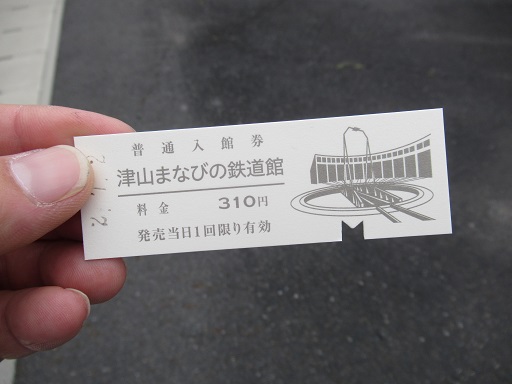 普通入館券
津山まなびの鉄道館
料金 310円
発売当日1回限り有効